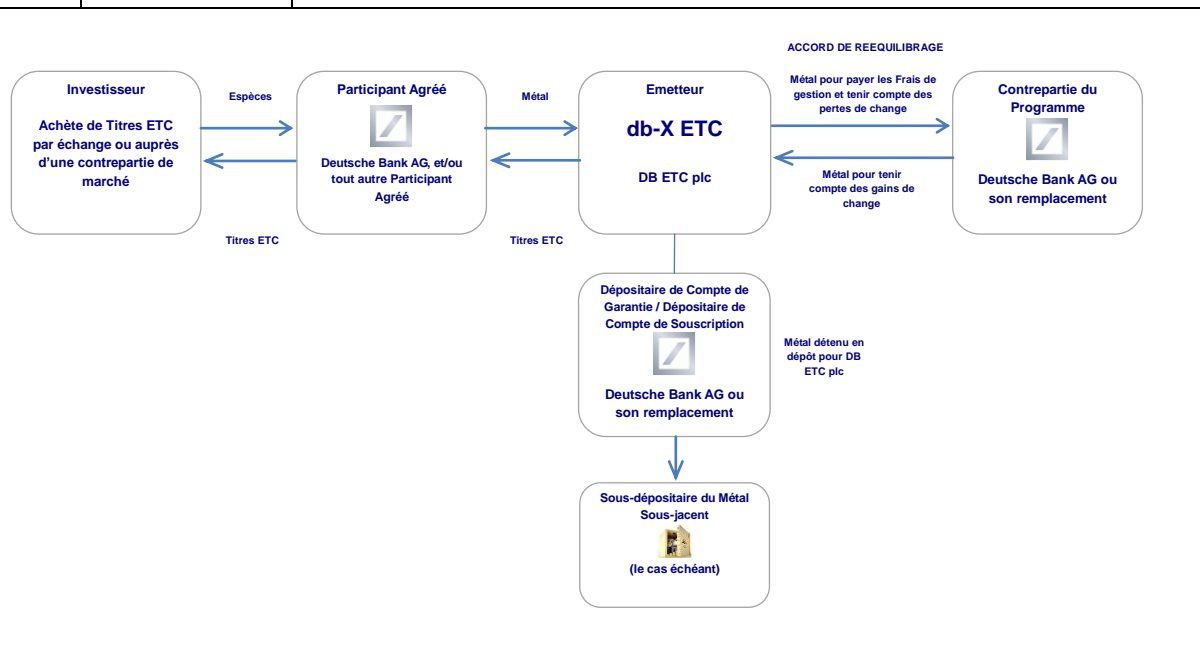 ACCORD DE REEQUILIBRAGE
Investisseur
Achète de Titres ETC
par échange ou auprès
d'une contrepartie de
marché
Espèces
Titres ETC
Participant Agréé
Deutsche Bank AG, et/ou
tout autre Participant
Agréé
Métal
Titres ETC
Emetteur
db-X ETC
DB ETC plc
Métal pour payer les Frais de
gestion et tenir compte des
pertes de change
Métal pour tenir
compte des gains de
change
Contrepartie du
Programme
Deutsche Bank AG ou
son remplacement
Dépositaire de Compte de
Garantie / Dépositaire de
Compte de Souscription
Deutsche Bank AG ou
son remplacement
Métal détenu en
dépôt pour DB
ETC plc
Sous-dépositaire du Métal
Sous-jacent
(le cas échéant)